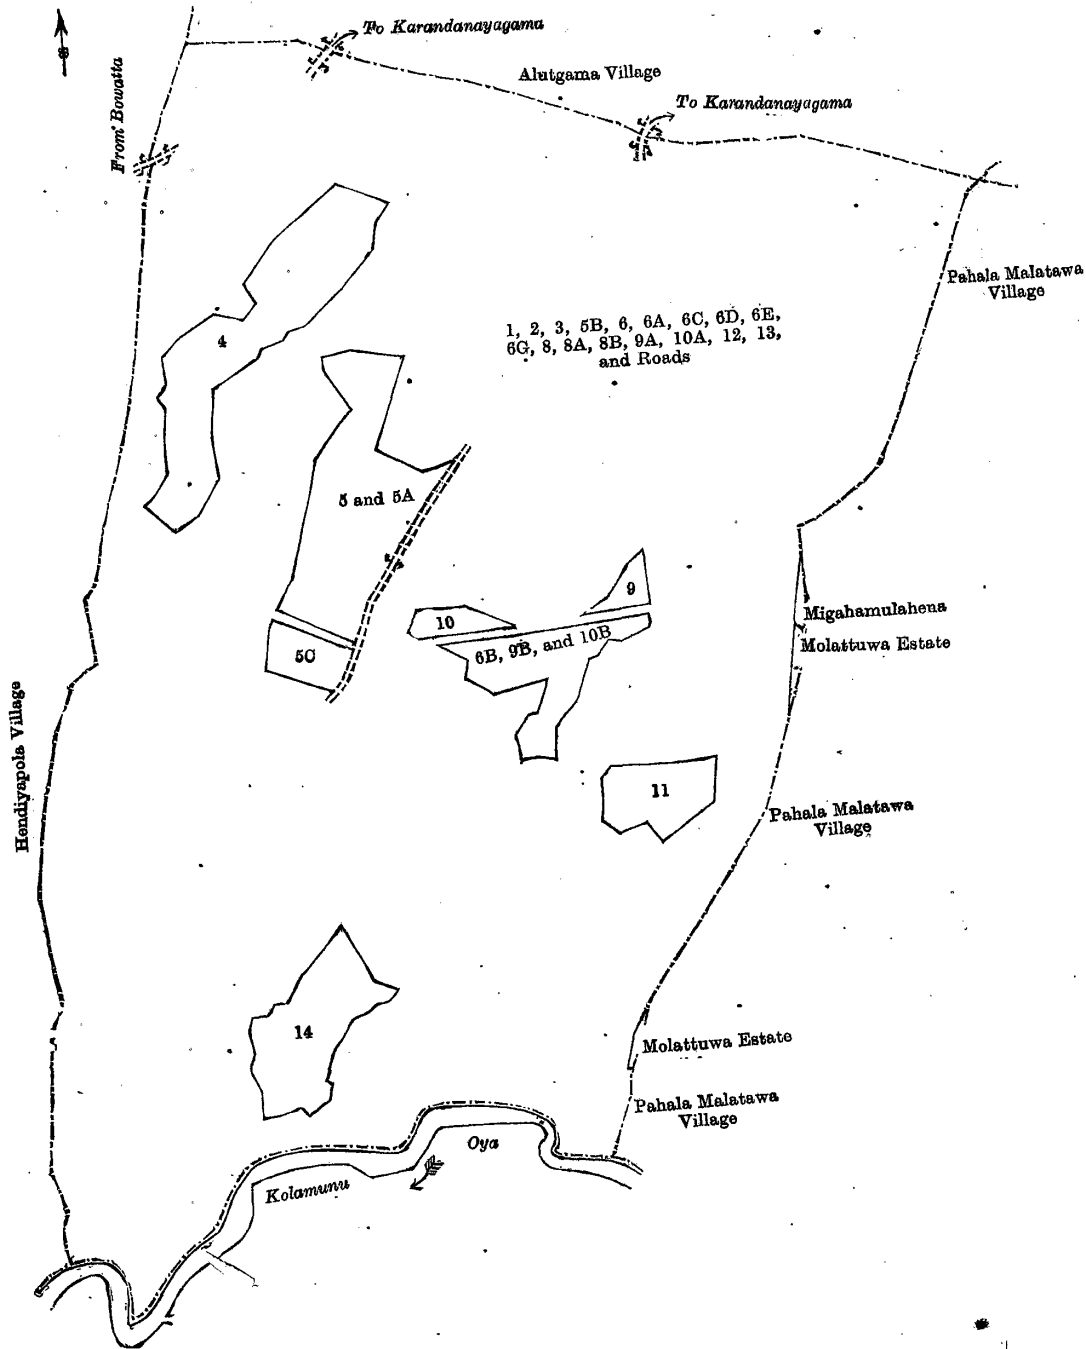 To Karandanayagama
Alutgama Village
From Bowatta
To Karandanayagama
Pahala Malatawa
Village
1, 2, 3, 5B, 6, 6A, 6C, 6D, 6E,
6G, 8, 8A, 8B, 9A, 10A, 12, 13,
and Roads
4
5 and 5A
9
10
6B, 9B, and 10B
5C
Migahamulahena
Molattuwa Estate
Hendiyapola Village
11
Pahala Malatawa
Village
14
Molattuwa Estate
Pahala Malatawa
Village
Oya
Kolamunu